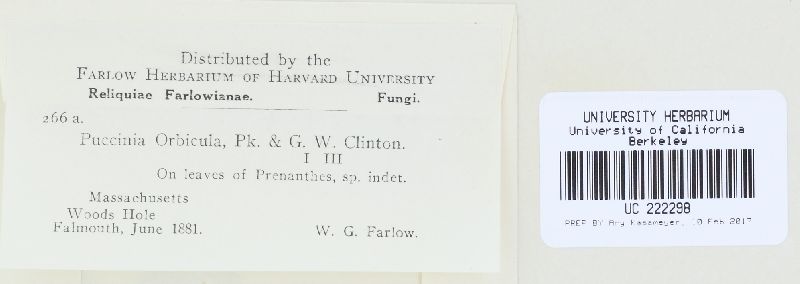 Distributed by the
FARLOW HERBARIUM OF HARVARD UNIVERSITY
Reliquiae Farlowianae. Fungi.
266 a.
Puccinia Orbicula, Pk. & G. W. Clinton.
I III
On leaves of Prenanthes, sp. indet.
Massachusetts
Woods Hole
Falmouth, June 1881. W. G. Farlow.
UNIVERSITY HERBARIUM
University of California
Berkeley
UC 222298
PREP BY Amy Kasameyer, 10 Feb 2017